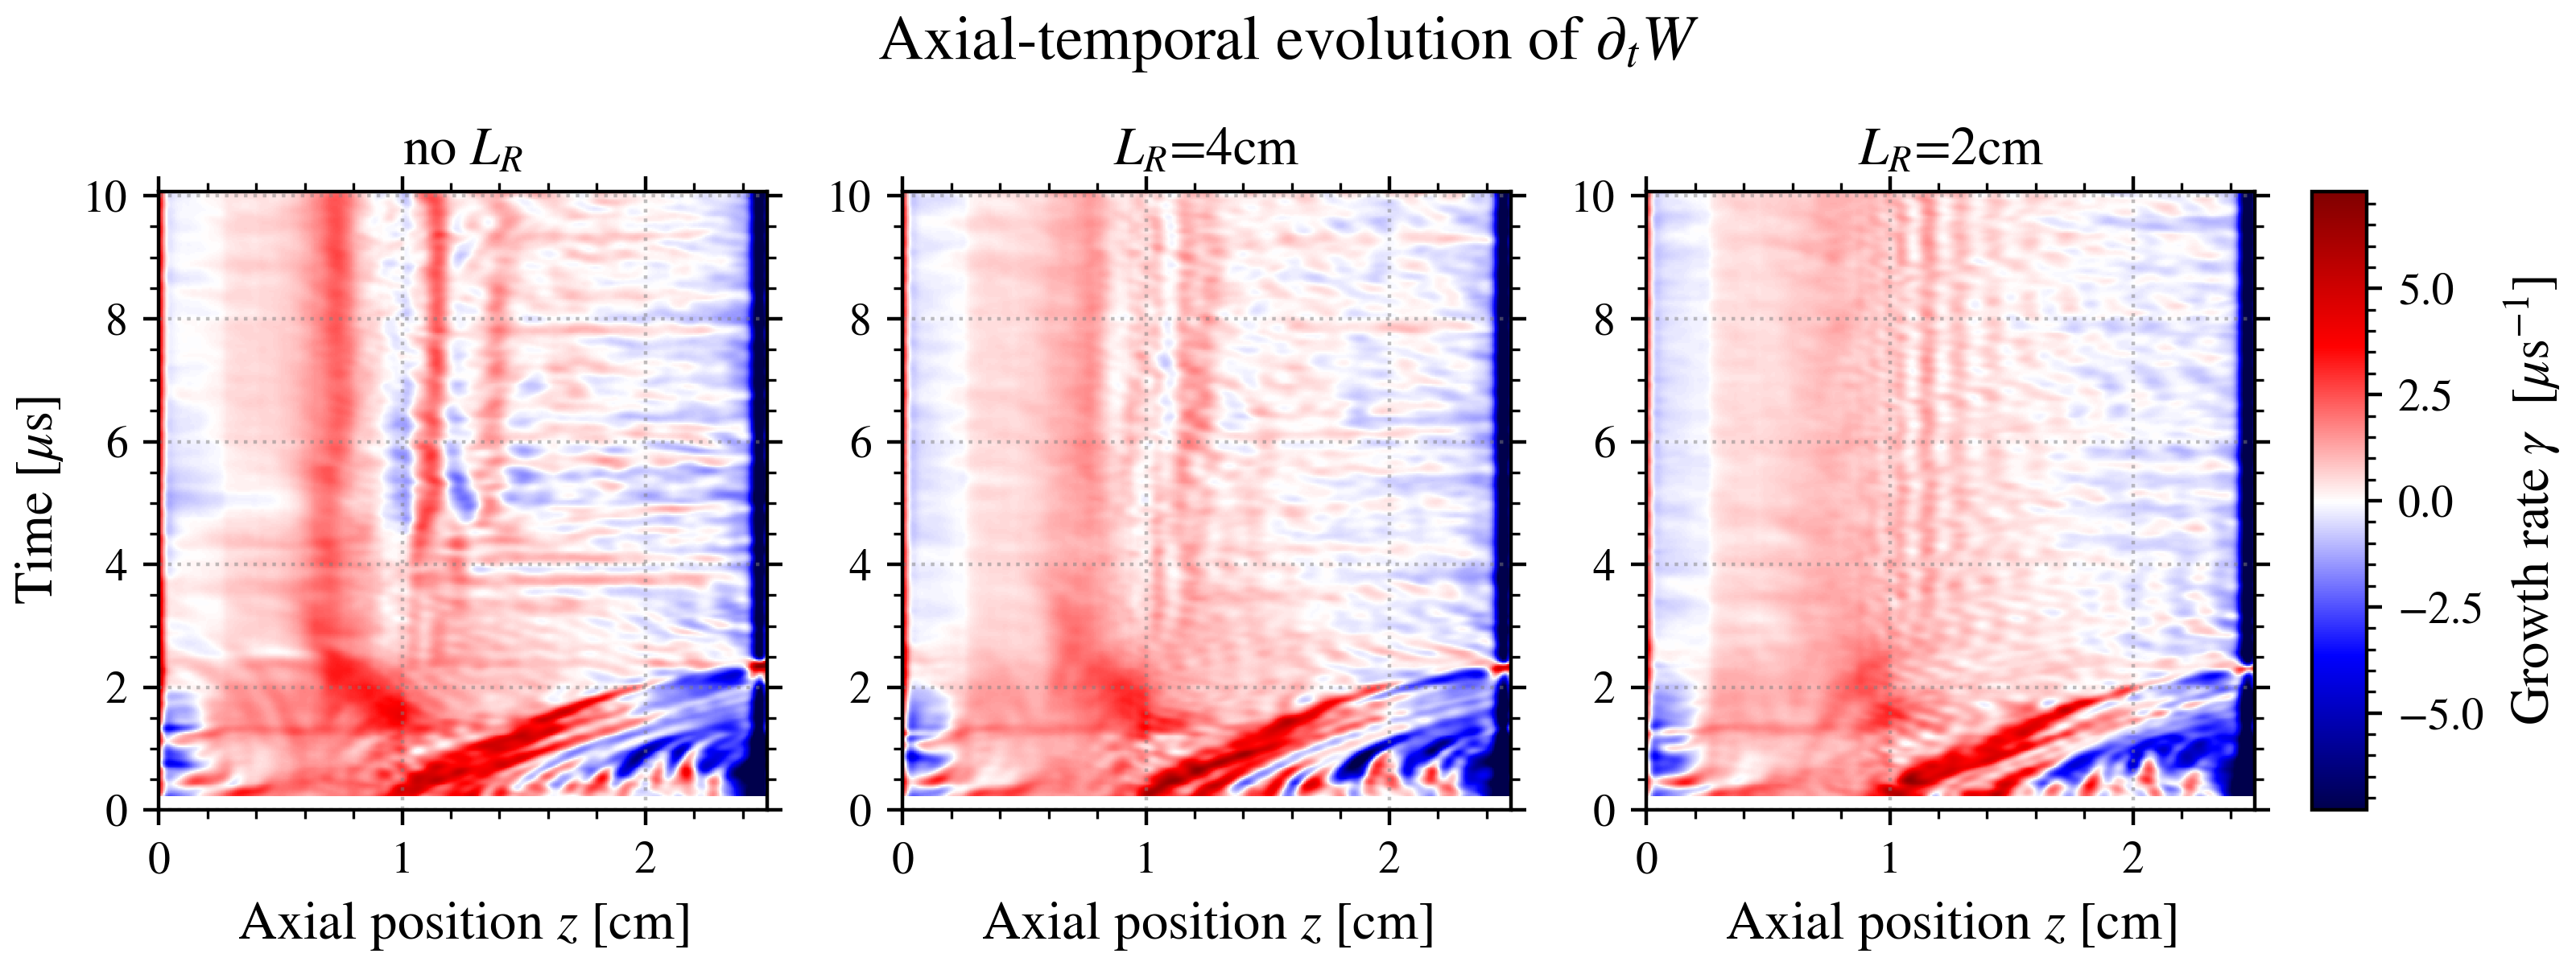 Axial-temporal evolution of ∂ₜW
no L_R
L_R=4cm
L_R=2cm
Time [μs]
10
8
6
4
2
0
0 1 2
Axial position z [cm]
10
8
6
4
2
0
0 1 2
Axial position z [cm]
10
8
6
4
2
0
0 1 2
Axial position z [cm]
5.0
2.5
0.0
−2.5
−5.0
Growth rate γ [μs⁻¹]